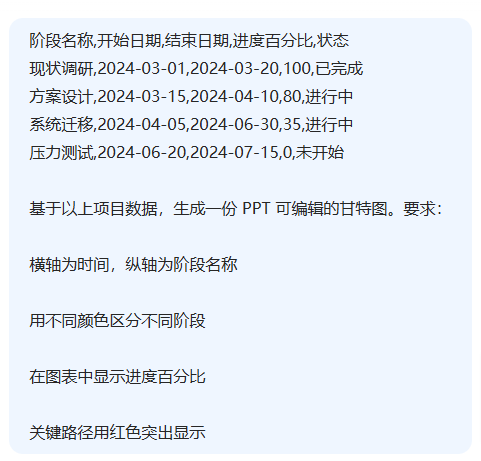 阶段名称,开始日期,结束日期,进度百分比,状态
现状调研,2024-03-01,2024-03-20,100,已完成
方案设计,2024-03-15,2024-04-10,80,进行中
系统迁移,2024-04-05,2024-06-30,35,进行中
压力测试,2024-06-20,2024-07-15,0,未开始
基于以上项目数据，生成一份 PPT 可编辑的甘特图。要求：
横轴为时间，纵轴为阶段名称
用不同颜色区分不同阶段
在图表中显示进度百分比
关键路径用红色突出显示